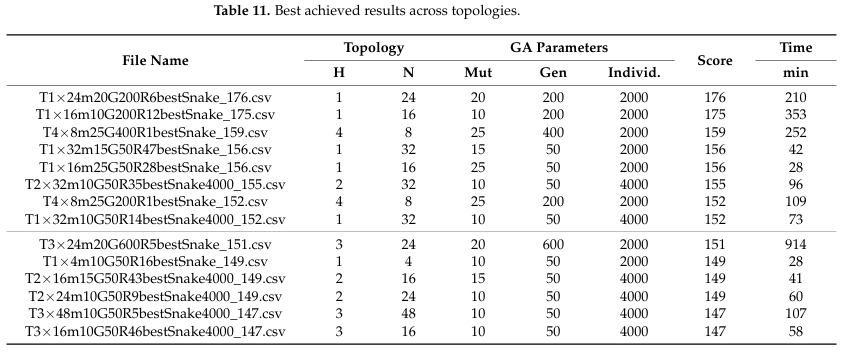 Table 11. Best achieved results across topologies.
File Name Topology GA Parameters Score Time
H N Mut Gen Individ. min
T1×24m20G200R6bestSnake_176.csv 1 24 20 200 2000 176 210
T1×16m10G200R12bestSnake_175.csv 1 16 10 200 2000 175 353
T4×8m25G400R1bestSnake_159.csv 4 8 25 400 2000 159 252
T1×32m15G50R47bestSnake_156.csv 1 32 15 50 2000 156 42
T1×16m25G50R28bestSnake_156.csv 1 16 25 50 2000 156 28
T2×32m10G50R35bestSnake4000_155.csv 2 32 10 50 4000 155 96
T4×8m25G200R1bestSnake_152.csv 4 8 25 200 2000 152 109
T1×32m10G50R14bestSnake4000_152.csv 1 32 10 50 4000 152 73
T3×24m20G600R5bestSnake_151.csv 3 24 20 600 2000 151 914
T1×4m10G50R16bestSnake_149.csv 1 4 10 50 2000 149 28
T2×16m15G50R43bestSnake4000_149.csv 2 16 15 50 4000 149 41
T2×24m10G50R9bestSnake4000_149.csv 2 24 10 50 4000 149 60
T3×48m10G50R5bestSnake4000_147.csv 3 48 10 50 4000 147 107
T3×16m10G50R46bestSnake4000_147.csv 3 16 10 50 4000 147 58